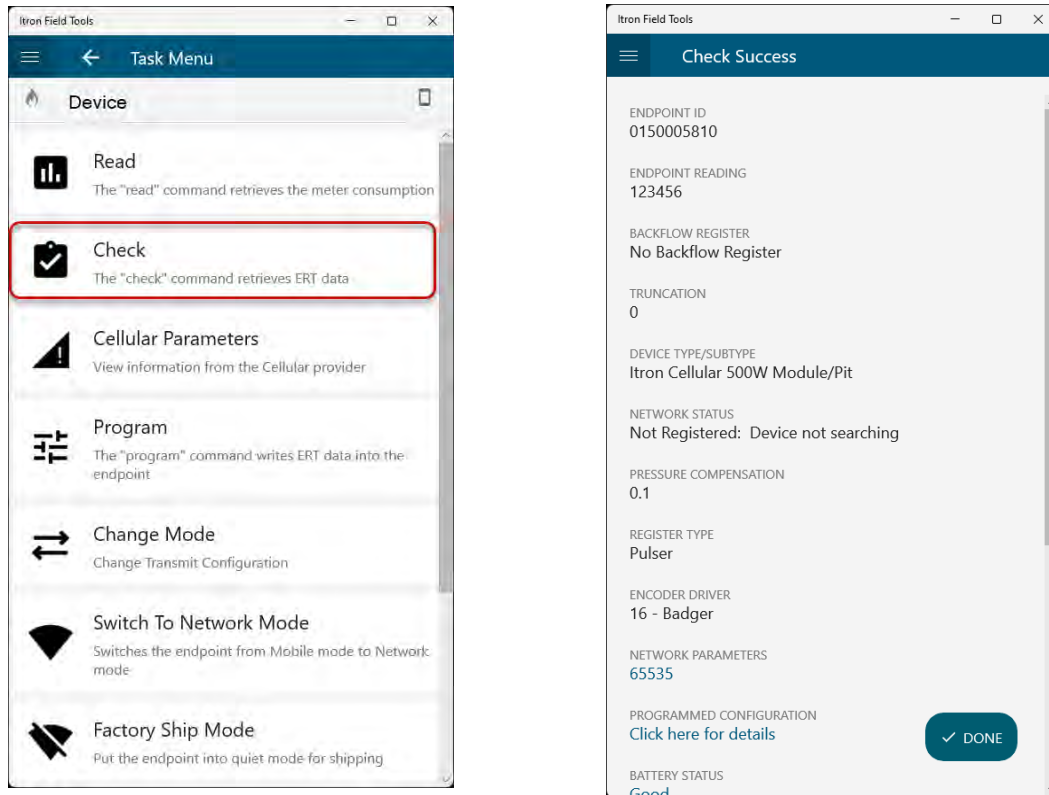 Itron Field Tools
Task Menu
Device
Read
The "read" command retrieves the meter consumption
Check
The "check" command retrieves ERT data
Cellular Parameters
View information from the Cellular provider
Program
The "program" command writes ERT data into the
endpoint
Change Mode
Change Transmit Configuration
Switch To Network Mode
Switches the endpoint from Mobile mode to Network
mode
Factory Ship Mode
Put the endpoint into quiet mode for shipping
Itron Field Tools
Check Success
ENDPOINT ID
0150005810
ENDPOINT READING
123456
BACKFLOW REGISTER
No Backflow Register
TRUNCATION
0
DEVICE TYPE/SUBTYPE
Itron Cellular 500W Module/Pit
NETWORK STATUS
Not Registered: Device not searching
PRESSURE COMPENSATION
0.1
REGISTER TYPE
Pulser
ENCODER DRIVER
16 - Badger
NETWORK PARAMETERS
65535
PROGRAMMED CONFIGURATION
Click here for details
DONE
BATTERY STATUS
Good